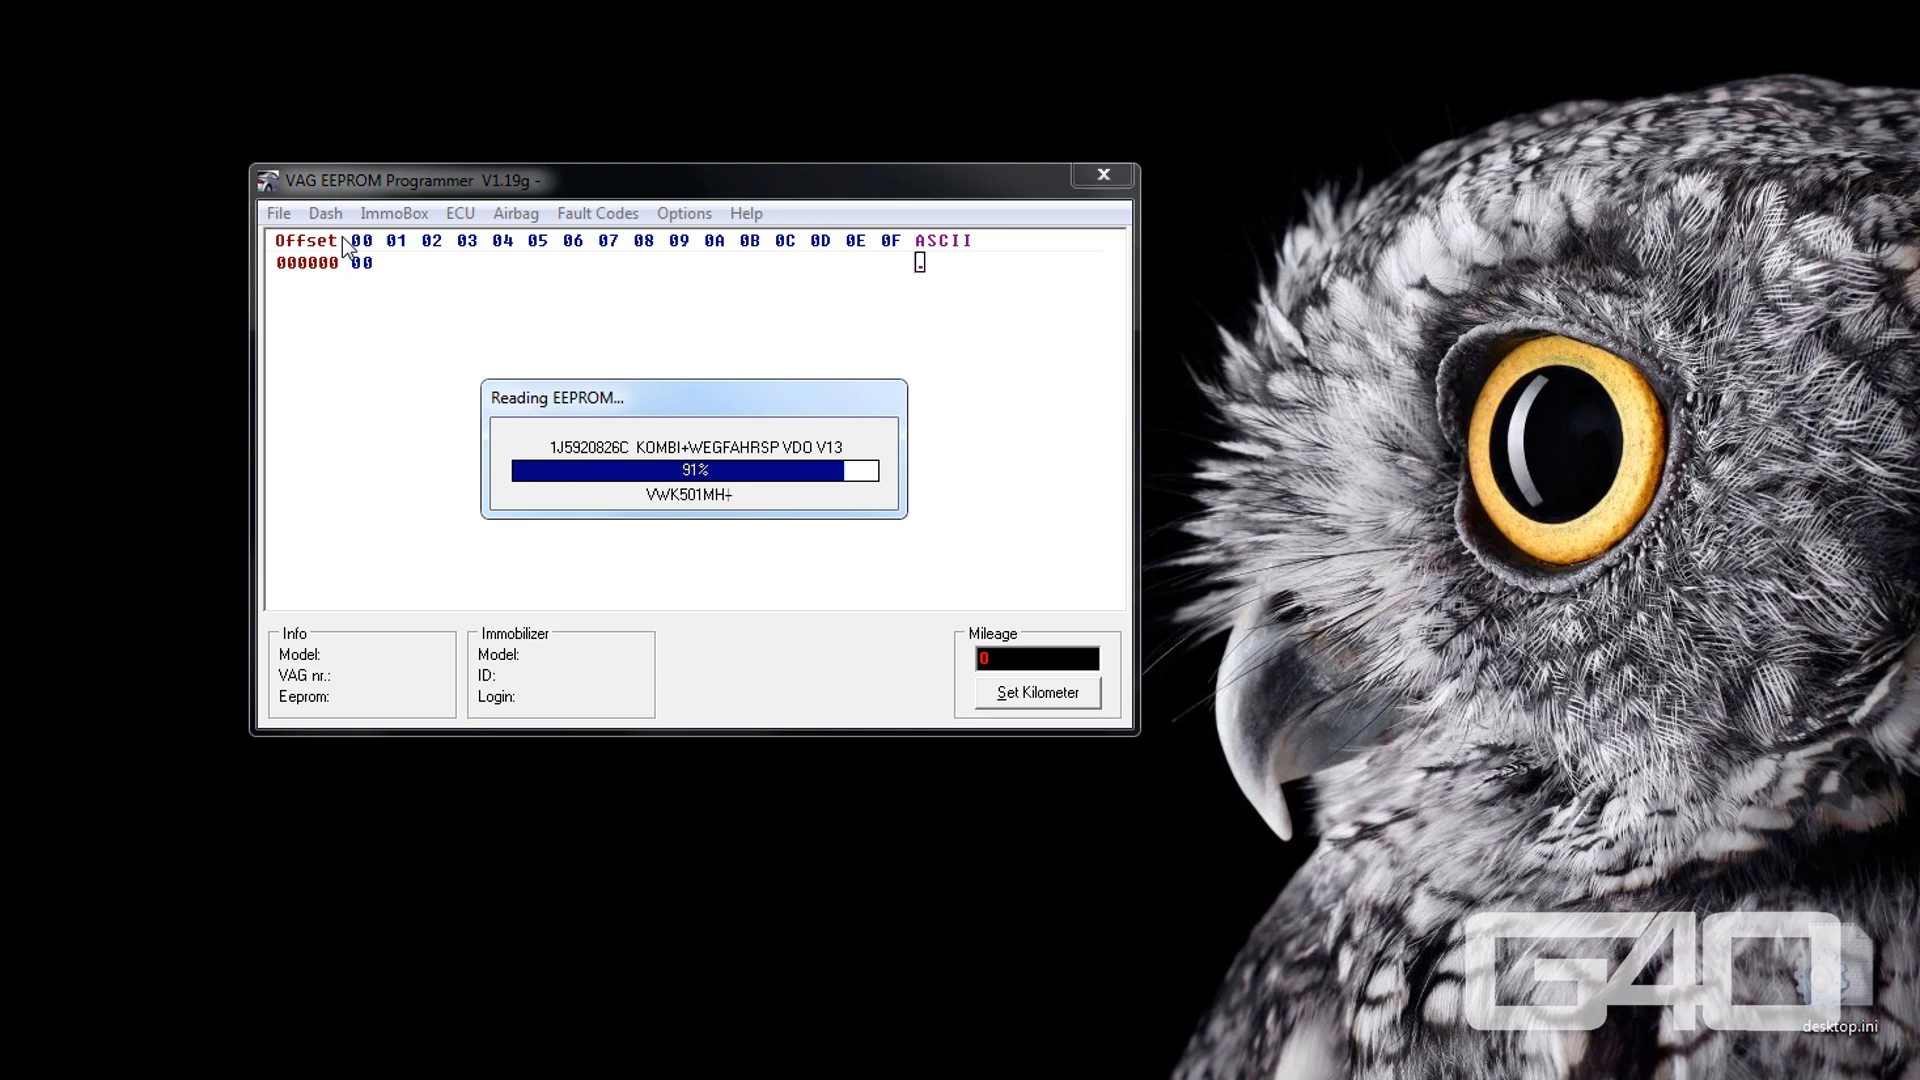 VAG EEPROM Programmer V1.19g -
File Dash ImmoBox ECU Airbag Fault Codes Options Help
Offset 00 01 02 03 04 05 06 07 08 09 0A 0B 0C 0D 0E 0F ASCII
000000 00 .
Reading EEPROM...
1J5920826C KOMBI+WEGFAHRSP VDO V13
91%
VWK501MH+
Info
Model:
VAG nr.:
Eeprom:
Immobilizer
Model:
ID:
Login:
Mileage
0
Set Kilometer
G40
desktop.ini